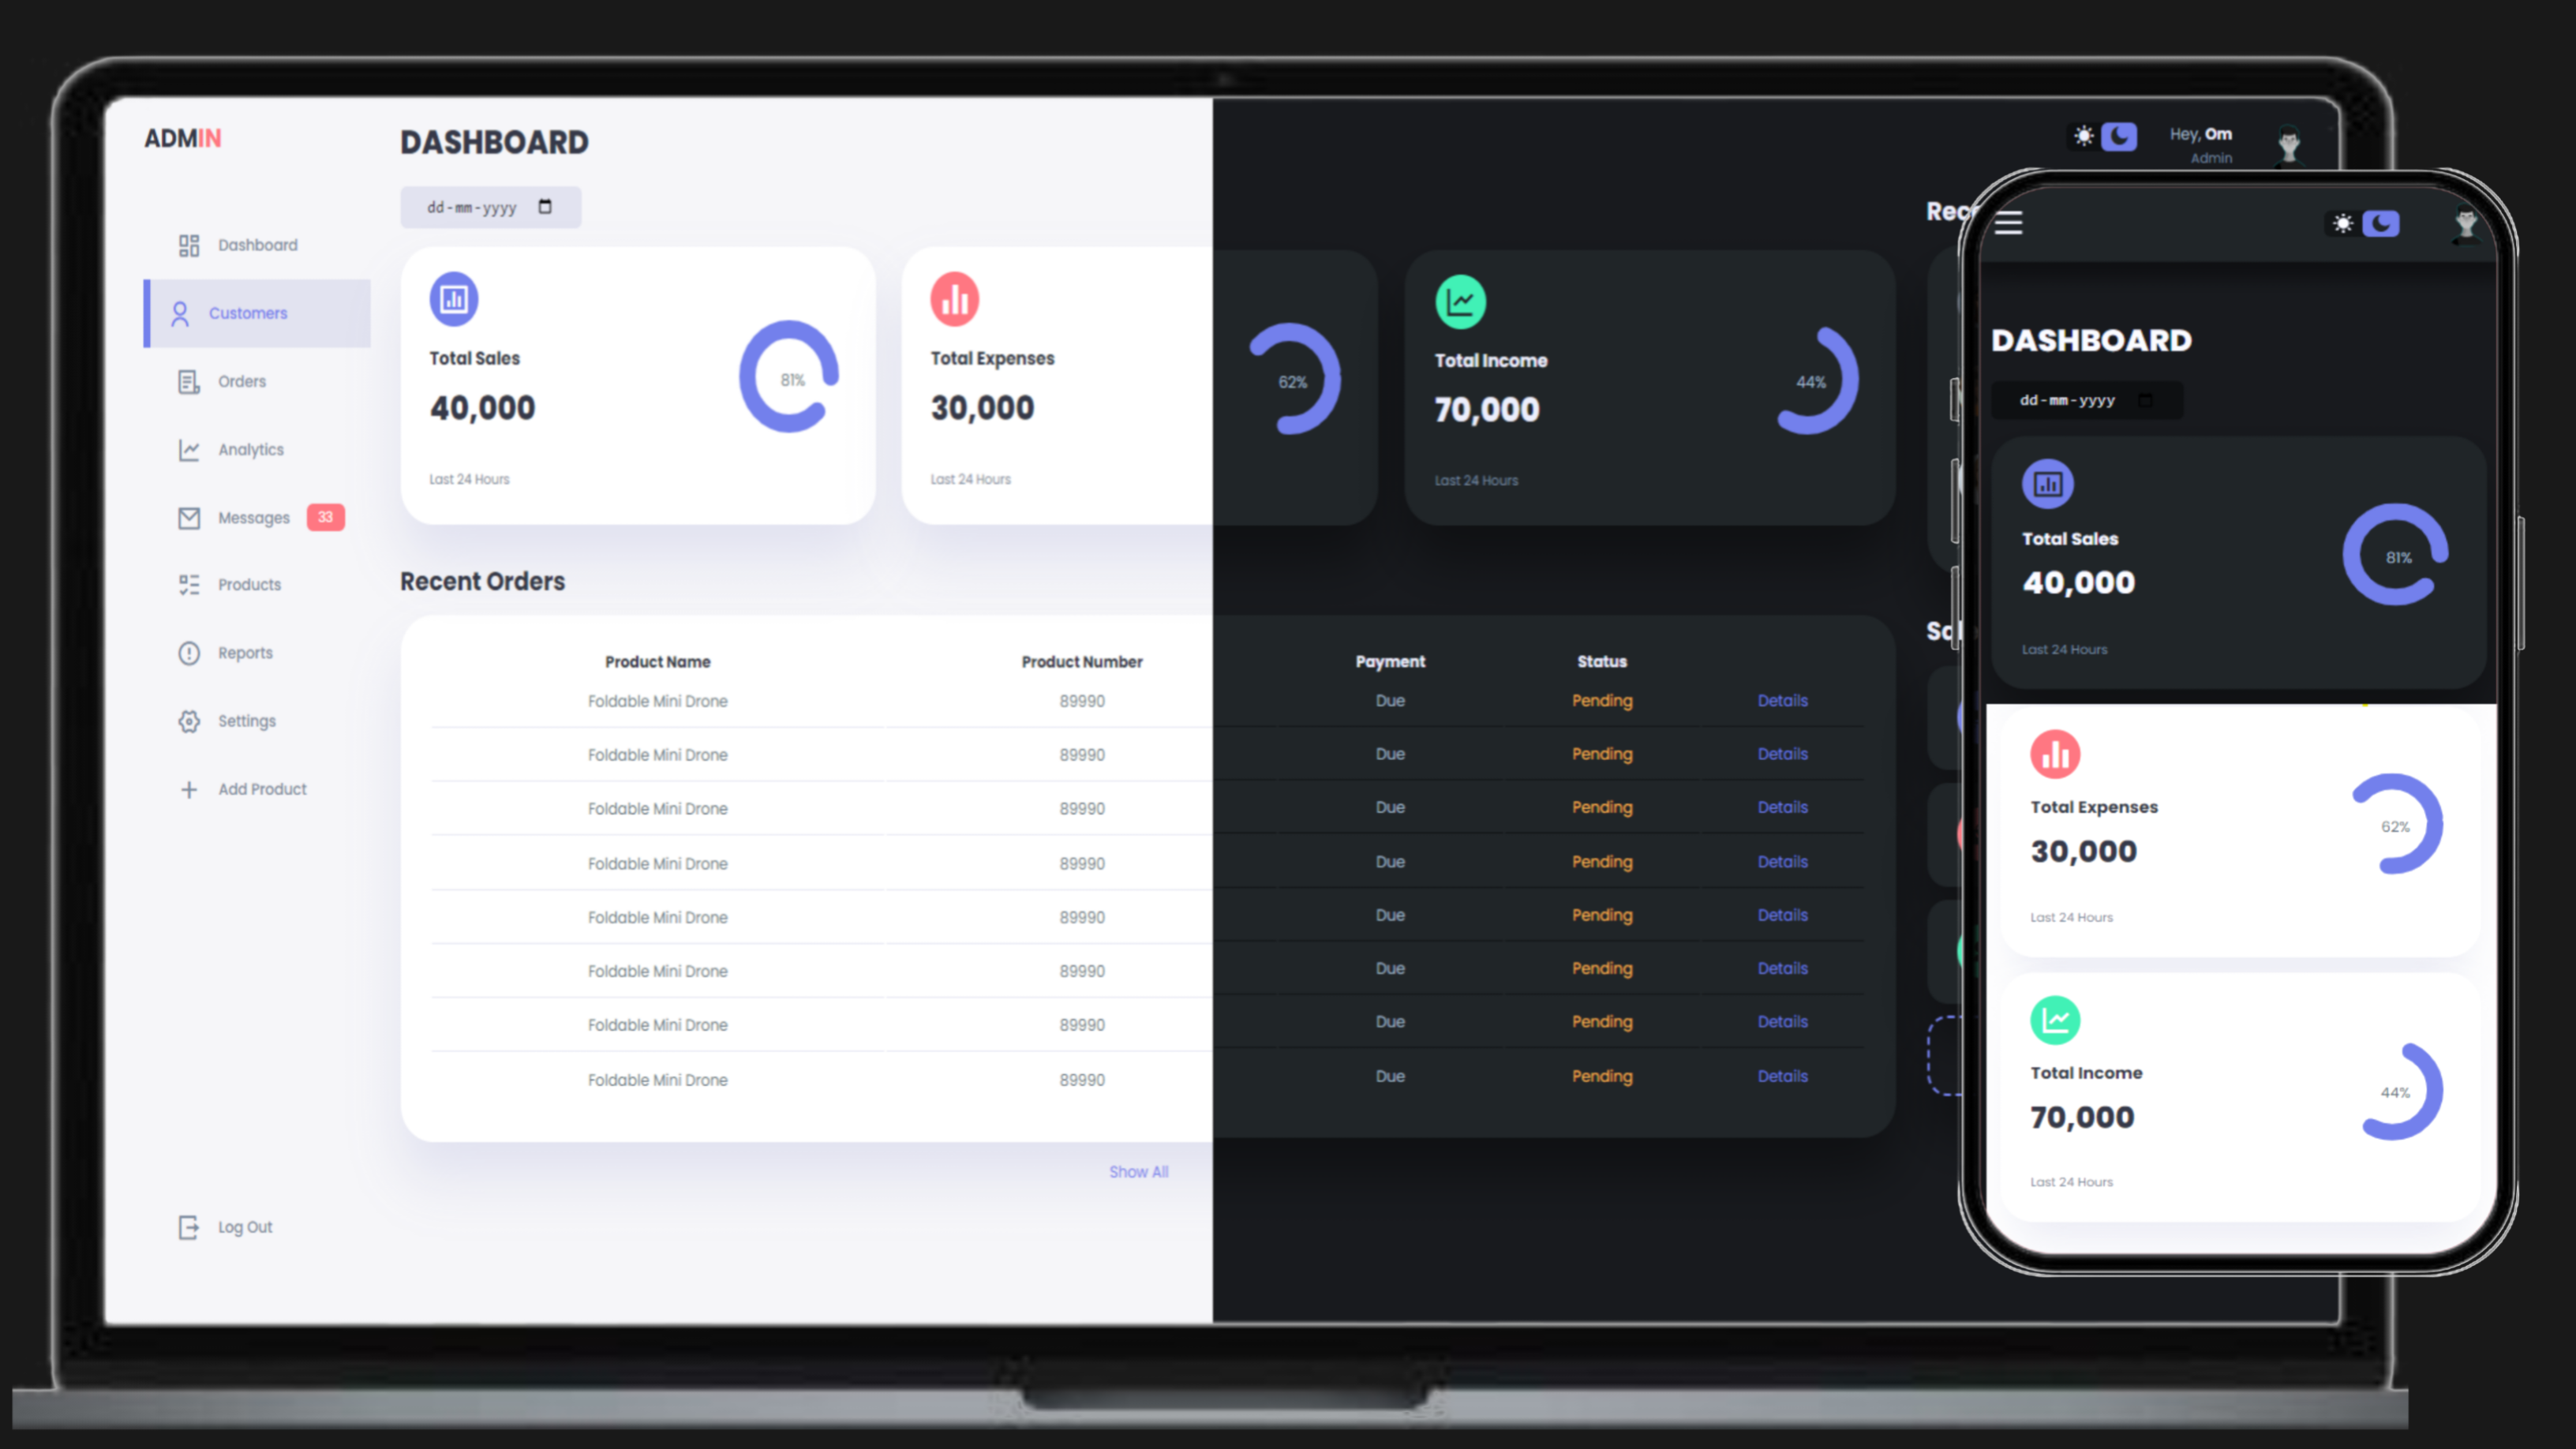 ADMIN
Dashboard
Customers
Orders
Analytics
Messages 33
Products
Reports
Settings
Add Product
Log Out
DASHBOARD
dd-mm-yyyy
Total Sales
40,000
81%
Last 24 Hours
Total Expenses
30,000
62%
Last 24 Hours
Total Income
70,000
44%
Last 24 Hours
Hey, Om
Admin
Recent Orders
Product Name Product Number Payment Status
Foldable Mini Drone 89990 Due Pending Details
Foldable Mini Drone 89990 Due Pending Details
Foldable Mini Drone 89990 Due Pending Details
Foldable Mini Drone 89990 Due Pending Details
Foldable Mini Drone 89990 Due Pending Details
Foldable Mini Drone 89990 Due Pending Details
Foldable Mini Drone 89990 Due Pending Details
Foldable Mini Drone 89990 Due Pending Details
Show All
DASHBOARD
dd-mm-yyyy
Total Sales
40,000
81%
Last 24 Hours
Total Expenses
30,000
62%
Last 24 Hours
Total Income
70,000
44%
Last 24 Hours